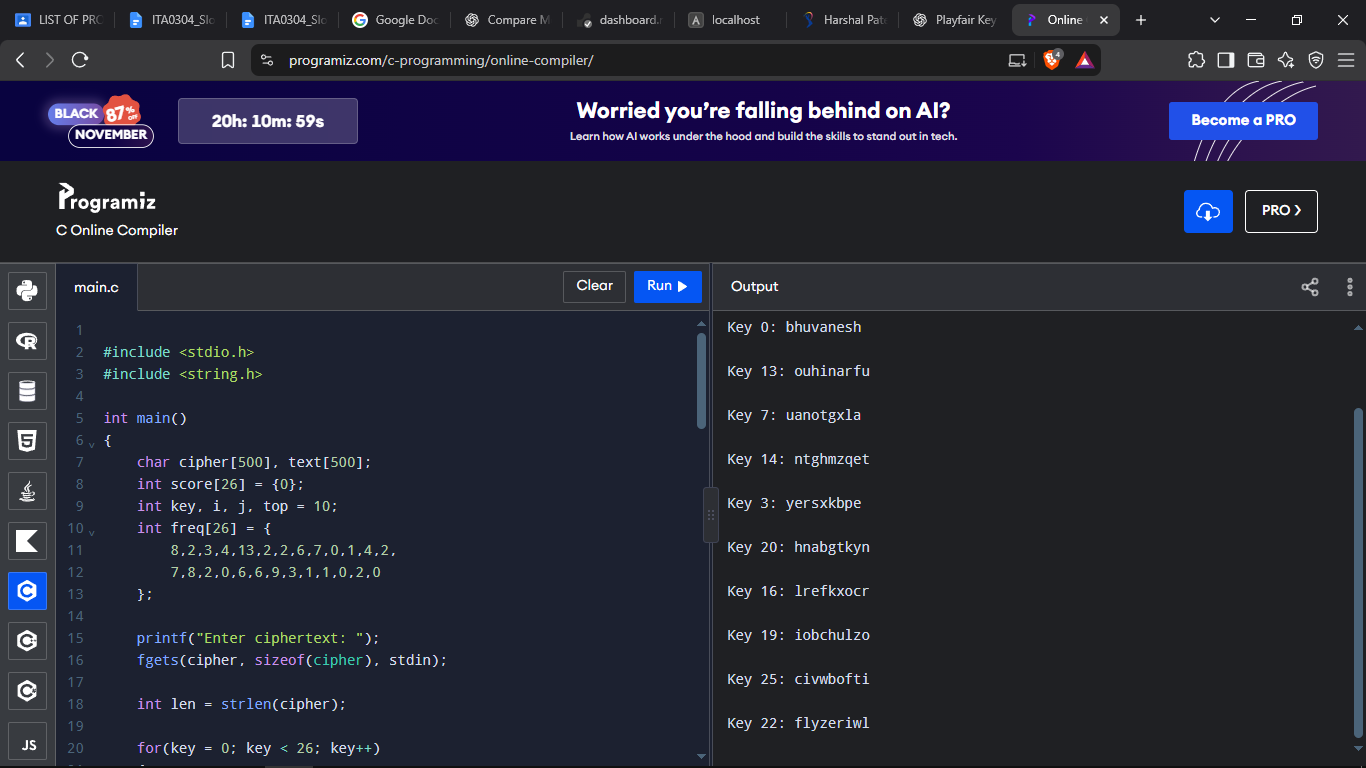 LIST OF PRO
ITA0304_Slo
ITA0304_Slo
Google Doc
Compare M
dashboard.r
localhost
Harshal Pate
Playfair Key
Online
programiz.com/c-programming/online-compiler/
4
BLACK
87%
OFF
NOVEMBER
20h: 10m: 59s
Worried you're falling behind on AI?
Learn how AI works under the hood and build the skills to stand out in tech.
Become a PRO
Programiz
C Online Compiler
PRO
main.c
Clear
Run
Output
JS
1
2 #include <stdio.h>
3 #include <string.h>
4
5 int main()
6 {
7 char cipher[500], text[500];
8 int score[26] = {0};
9 int key, i, j, top = 10;
10 int freq[26] = {
11 8,2,3,4,13,2,2,6,7,0,1,4,2,
12 7,8,2,0,6,6,9,3,1,1,0,2,0
13 };
14
15 printf("Enter ciphertext: ");
16 fgets(cipher, sizeof(cipher), stdin);
17
18 int len = strlen(cipher);
19
20 for(key = 0; key < 26; key++)
Key 0: bhuvanesh
Key 13: ouhinarfu
Key 7: uanotgxla
Key 14: ntghmzqet
Key 3: yersxkbpe
Key 20: hnabgtkyn
Key 16: lrefkxocr
Key 19: iobchulzo
Key 25: civwbofti
Key 22: flyzeriwl